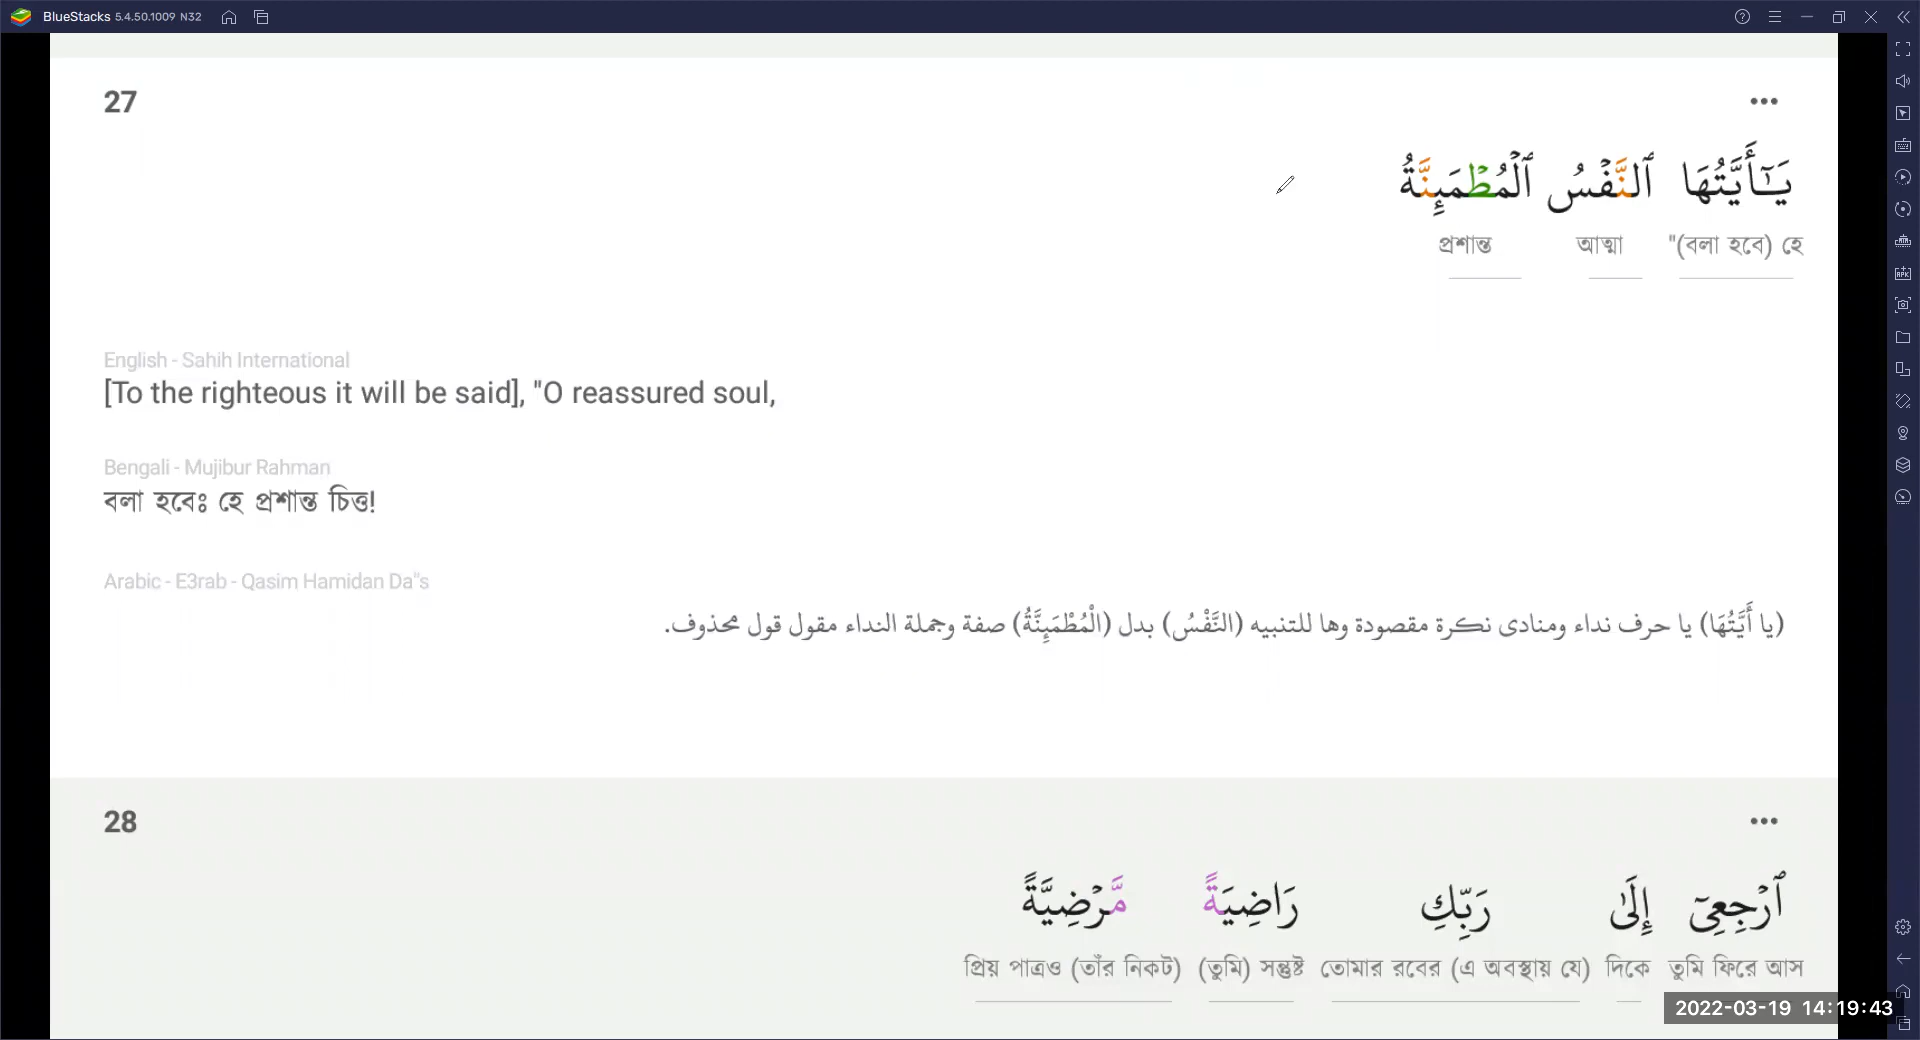 BlueStacks 5.4.50.1009 N32
27
يَـٰٓأَيَّتُهَا ٱلنَّفۡسُ ٱلۡمُطۡمَئِنَّةُ
"(বলা হবে) হে আত্মা প্রশান্ত
English - Sahih International
[To the righteous it will be said], "O reassured soul,
Bengali - Mujibur Rahman
বলা হবেঃ হে প্রশান্ত চিত্ত!
Arabic - E3rab - Qasim Hamidan Da"s
(يا أَيَّتُهَا) يا حرف نداء ومنادى نكرة مقصودة وها للتنبيه (النَّفْسُ) بدل (الْمُطْمَئِنَّةُ) صفة وجملة النداء مقول قول محذوف.
28
ٱرۡجِعِيٓ إِلَىٰ رَبِّكِ رَاضِيَةٗ مَّرۡضِيَّةٗ
তুমি ফিরে আস দিকে তোমার রবের (এ অবস্থায় যে) (তুমি) সন্তুষ্ট প্রিয় পাত্রও (তাঁর নিকট)
2022-03-19 14:19:43